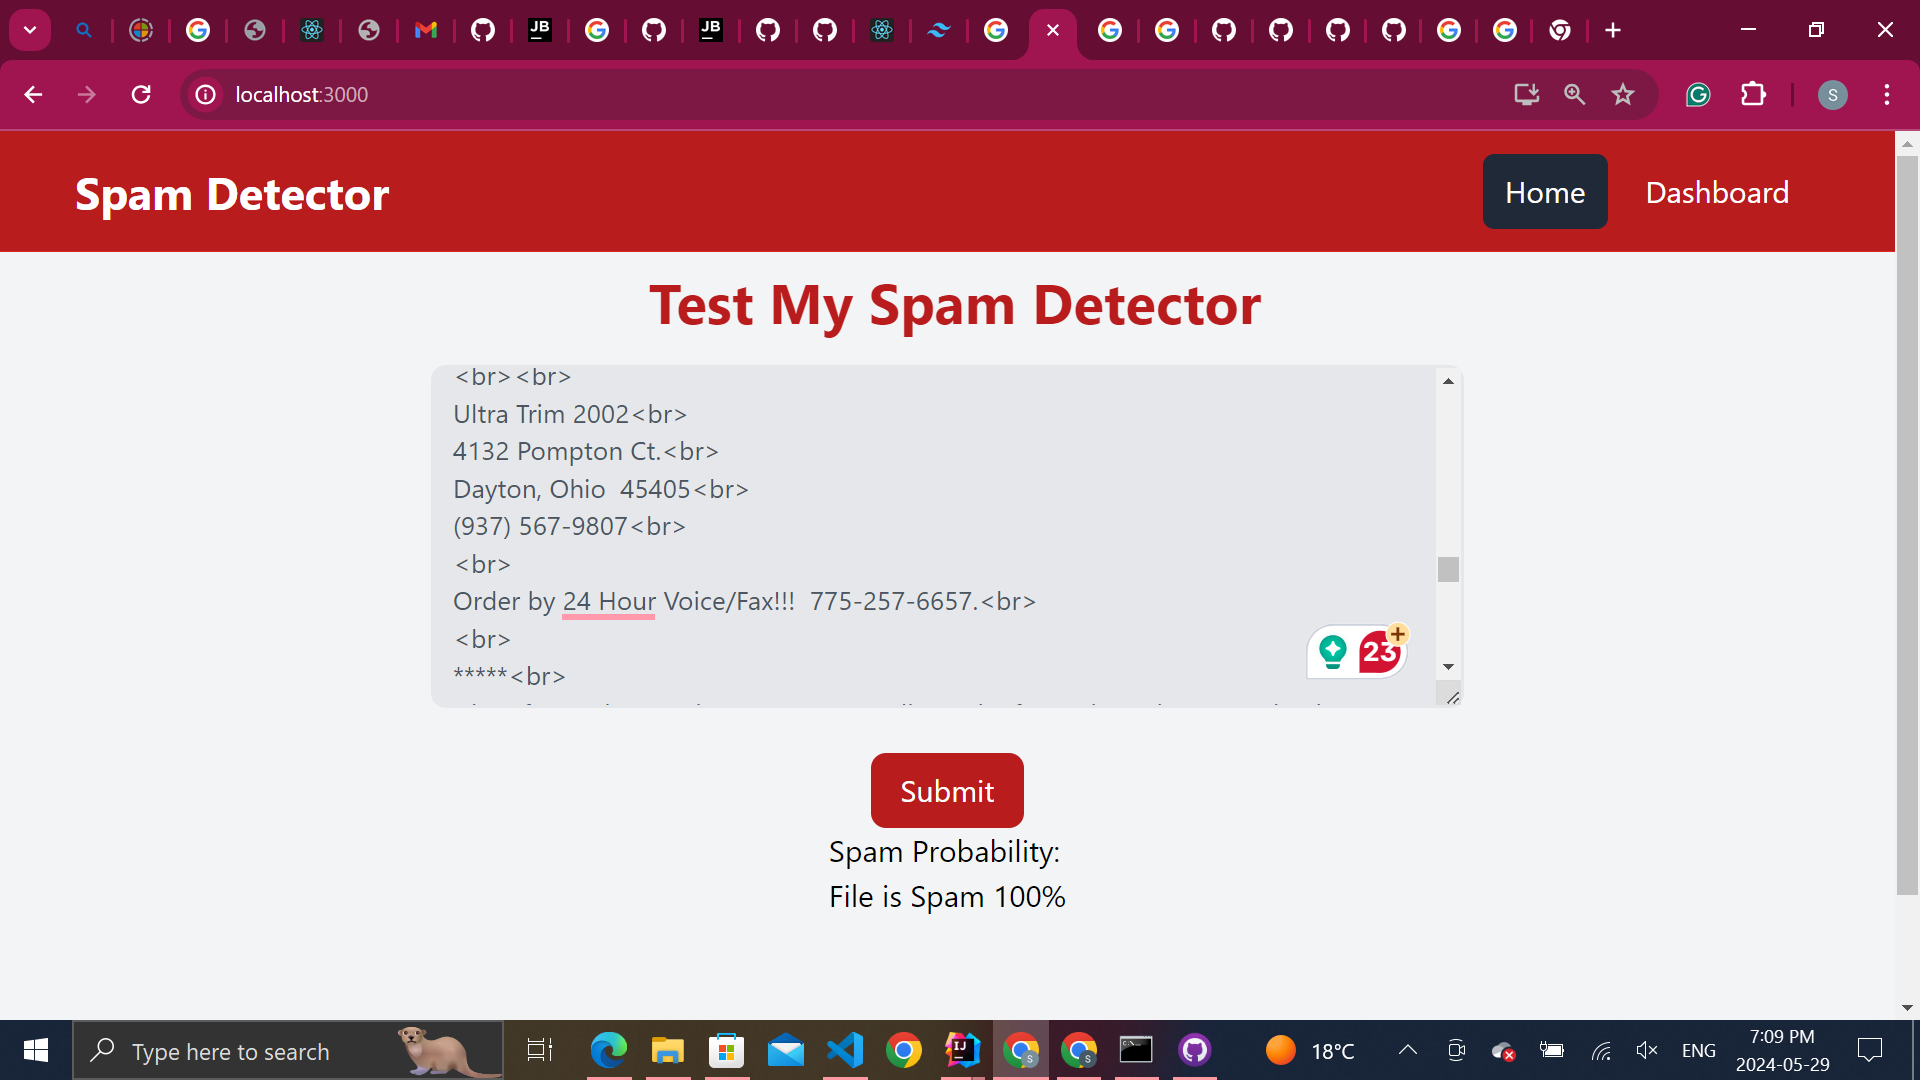 JB
JB
localhost:3000
S
Spam Detector
Home
Dashboard
Test My Spam Detector
<br><br>
Ultra Trim 2002<br>
4132 Pompton Ct.<br>
Dayton, Ohio  45405<br>
(937) 567-9807<br>
<br>
Order by 24 Hour Voice/Fax!!!  775-257-6657.<br>
<br>
23
*****<br>
Submit
Spam Probability:
File is Spam 100%
Type here to search
IJ
S
S
18°C
ENG
7:09 PM
2024-05-29